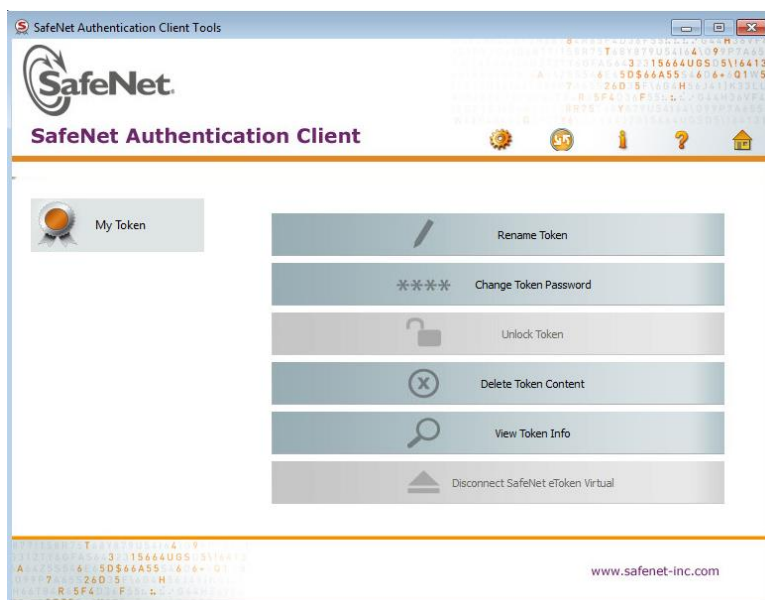 SafeNet Authentication Client Tools
SafeNet.
SafeNet Authentication Client
My Token
Rename Token
**** Change Token Password
Unlock Token
Delete Token Content
View Token Info
Disconnect SafeNet eToken Virtual
www.safenet-inc.com